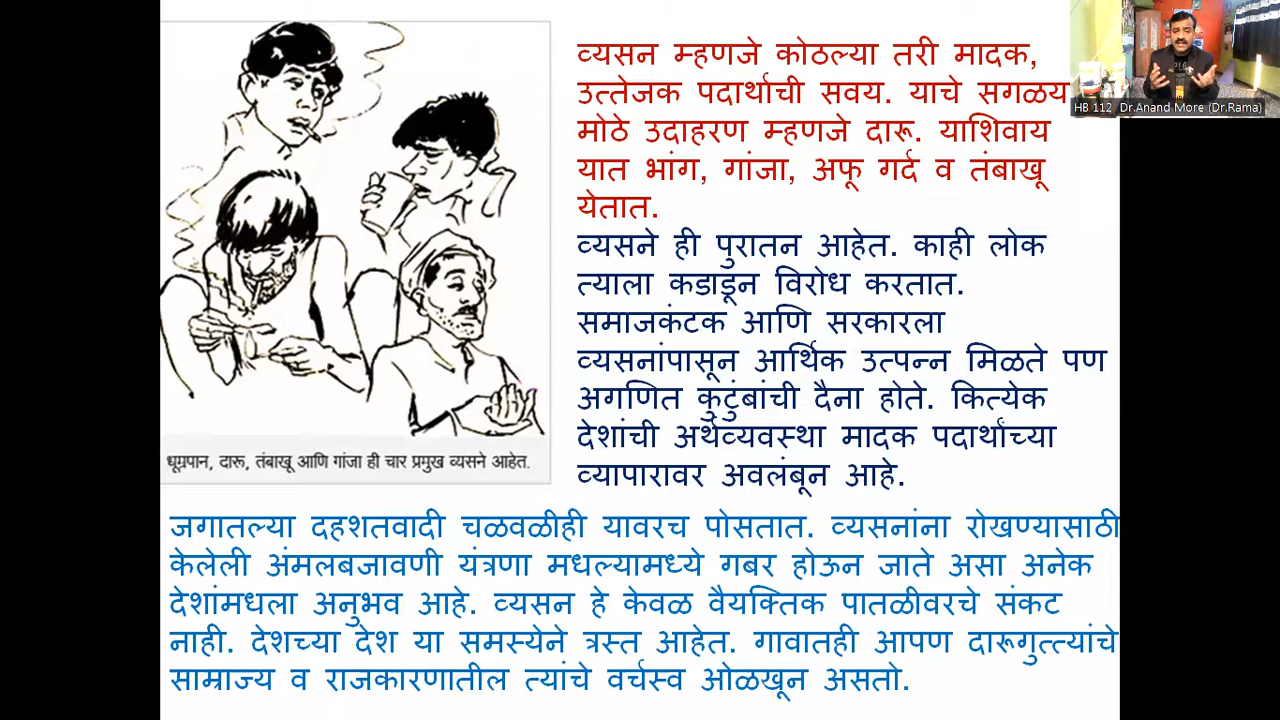 व्यसन म्हणजे कोठल्या तरी मादक,
उत्तेजक पदार्थाची सवय. याचे सगळय
मोठे उदाहरण म्हणजे दारू. याशिवाय
यात भांग, गांजा, अफू गर्द व तंबाखू
येतात.
व्यसने ही पुरातन आहेत. काही लोक
त्याला कडाडून विरोध करतात.
समाजकंटक आणि सरकारला
व्यसनांपासून आर्थिक उत्पन्न मिळते पण
अगणित कुटुंबांची दैना होते. कित्येक
देशांची अर्थव्यवस्था मादक पदार्थांच्या
व्यापारावर अवलंबून आहे.
धूम्रपान, दारू, तंबाखू आणि गांजा ही चार प्रमुख व्यसने आहेत.
जगातल्या दहशतवादी चळवळीही यावरच पोसतात. व्यसनांना रोखण्यासाठी
केलेली अंमलबजावणी यंत्रणा मधल्यामध्ये गबर होऊन जाते असा अनेक
देशांमधला अनुभव आहे. व्यसन हे केवळ वैयक्तिक पातळीवरचे संकट
नाही. देशच्या देश या समस्येने त्रस्त आहेत. गावातही आपण दारूगुत्त्यांचे
साम्राज्य व राजकारणातील त्यांचे वर्चस्व ओळखून असतो.
HB 112 Dr.Anand More (Dr.Rama)